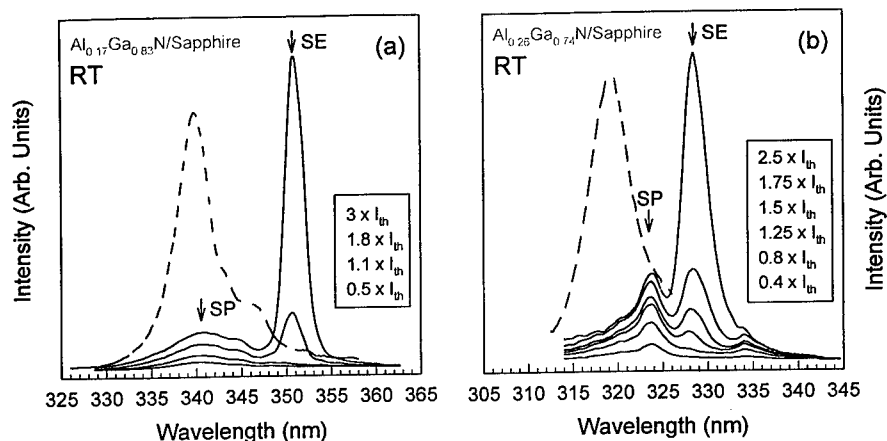 Al0.17Ga0.83N/Sapphire
RT
(a)
SE
SP
3 x Ith
1.8 x Ith
1.1 x Ith
0.5 x Ith
Intensity (Arb. Units)
325 330 335 340 345 350 355 360 365
Wavelength (nm)
Al0.26Ga0.74N/Sapphire
RT
(b)
SE
SP
2.5 x Ith
1.75 x Ith
1.5 x Ith
1.25 x Ith
0.8 x Ith
0.4 x Ith
Intensity (Arb. Units)
305 310 315 320 325 330 335 340 345
Wavelength (nm)